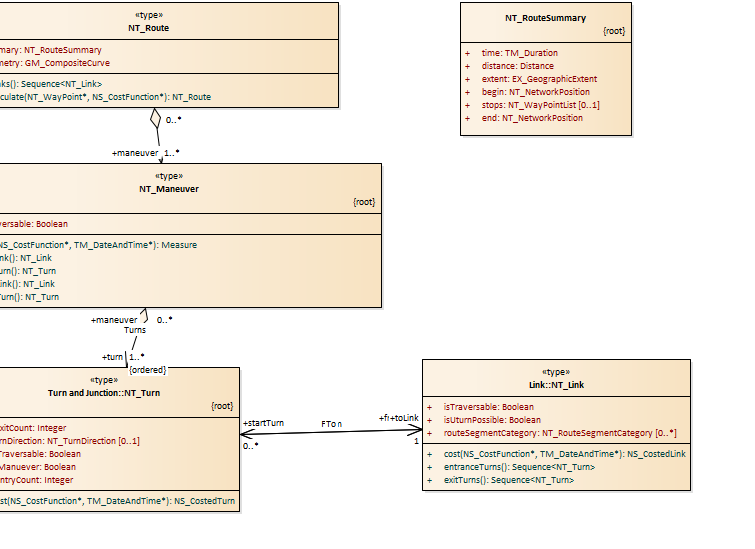 «type»
NT_Route
mary: NT_RouteSummary
metry: GM_CompositeCurve
ks(): Sequence<NT_Link>
culate(NT_WayPoint*, NS_CostFunction*): NT_Route
NT_RouteSummary
{root}
+ time: TM_Duration
+ distance: Distance
+ extent: EX_GeographicExtent
+ begin: NT_NetworkPosition
+ stops: NT_WayPointList [0..1]
+ end: NT_NetworkPosition
0..*
+maneuver 1..*
«type»
NT_Maneuver
{root}
versable: Boolean
NS_CostFunction*, TM_DateAndTime*): Measure
nk(): NT_Link
urn(): NT_Turn
ink(): NT_Link
Turn(): NT_Turn
+maneuver 0..*
Turns
+turn 1..*
{ordered}
«type»
Turn and Junction::NT_Turn
{root}
xitCount: Integer
rnDirection: NT_TurnDirection [0..1]
Traversable: Boolean
Manuever: Boolean
ntryCount: Integer
st(NS_CostFunction*, TM_DateAndTime*): NS_CostedTurn
+startTurn
0..*
+toLink
1
«type»
Link::NT_Link
+ isTraversable: Boolean
+ isUturnPossible: Boolean
+ routeSegmentCategory: NT_RouteSegmentCategory [0..*]
+ cost(NS_CostFunction*, TM_DateAndTime*): NS_CostedLink
+ entranceTurns(): Sequence<NT_Turn>
+ exitTurns(): Sequence<NT_Turn>